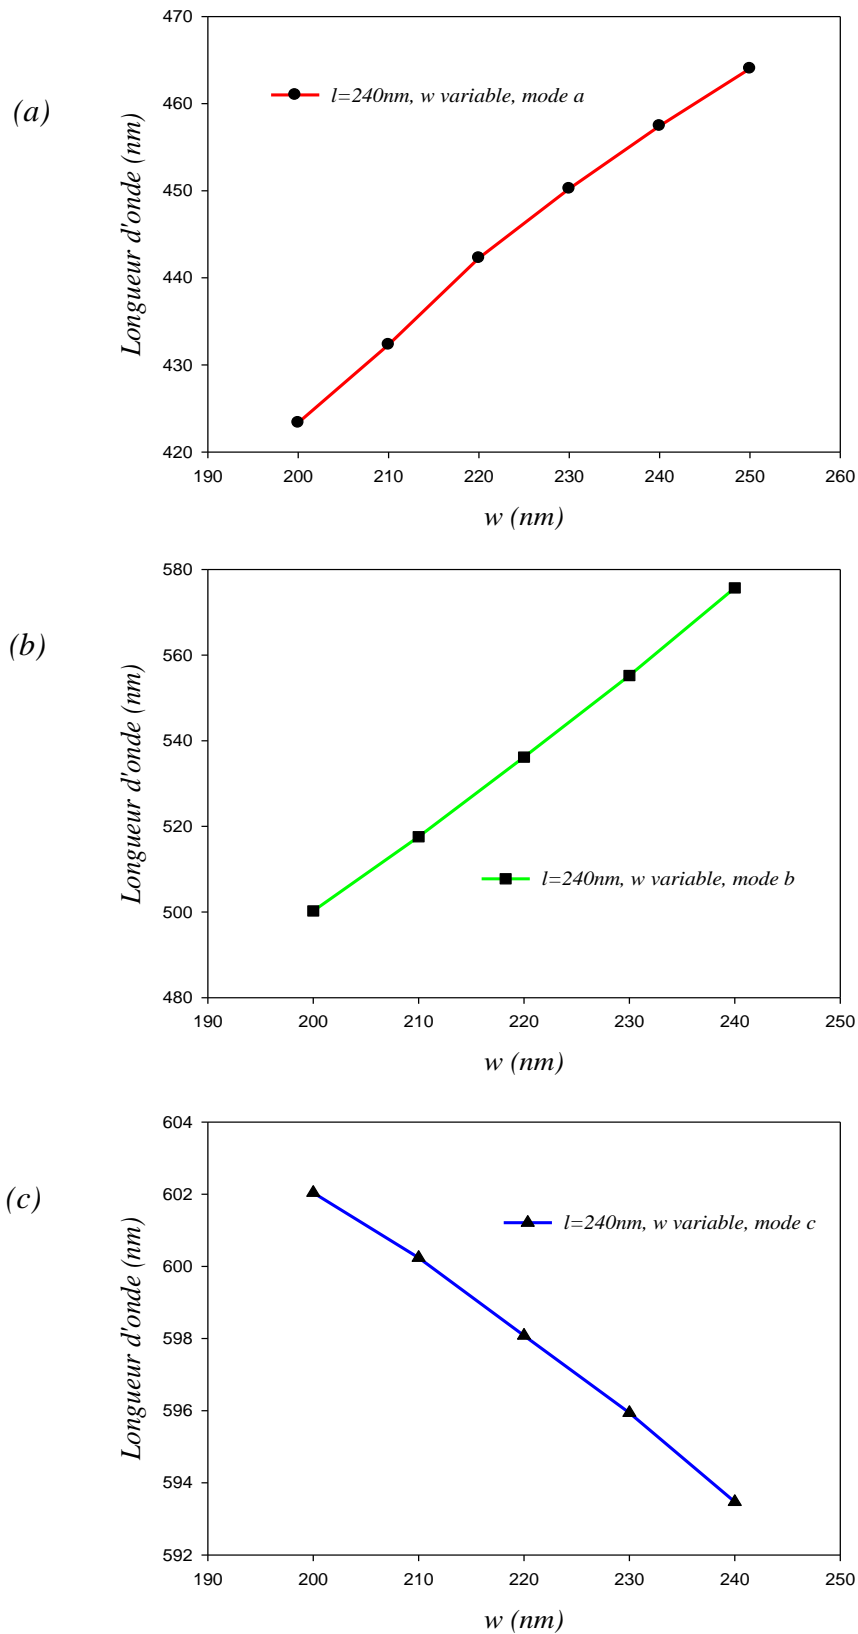 (a)
Longueur d'onde (nm)
470
460
450
440
430
420
l=240nm, w variable, mode a
190 200 210 220 230 240 250 260
w (nm)
(b)
Longueur d'onde (nm)
580
560
540
520
500
480
l=240nm, w variable, mode b
190 200 210 220 230 240 250
w (nm)
(c)
Longueur d'onde (nm)
604
602
600
598
596
594
592
l=240nm, w variable, mode c
190 200 210 220 230 240 250
w (nm)